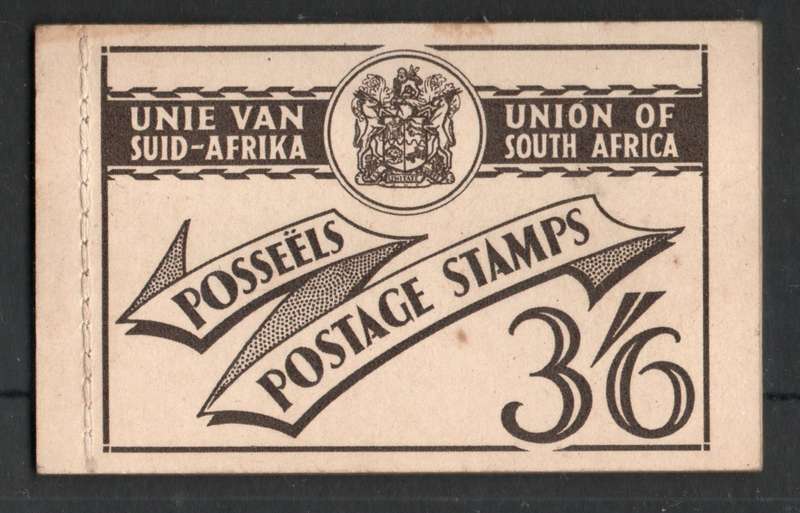 UNIE VAN
SUID-AFRIKA
UNION OF
SOUTH AFRICA
POSSEËLS
POSTAGE STAMPS
3/6